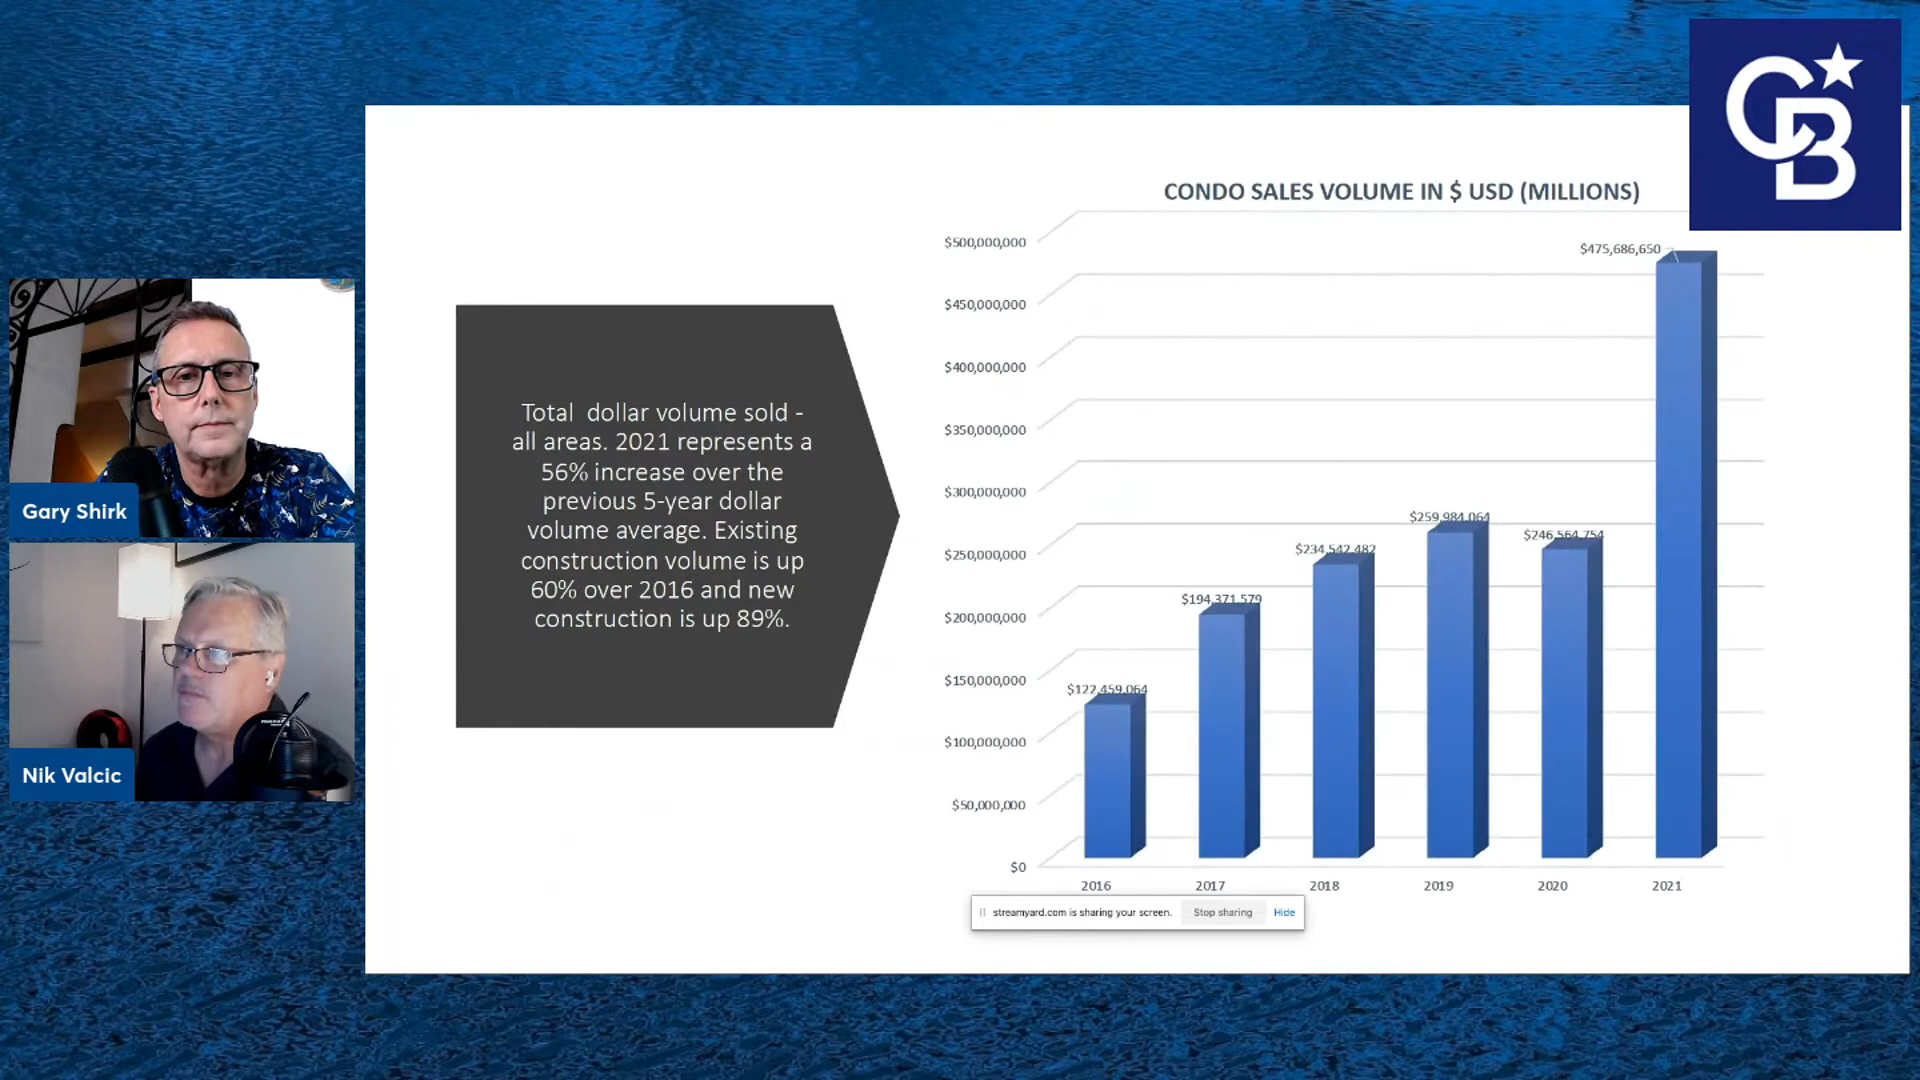 CB
CONDO SALES VOLUME IN $ USD (MILLIONS)
$500,000,000
$450,000,000
$400,000,000
$350,000,000
$300,000,000
$250,000,000
$200,000,000
$150,000,000
$100,000,000
$50,000,000
$0
$122,459,064
$194,371,579
$234,542,482
$259,984,064
$246,564,754
$475,686,650
2016
2017
2018
2019
2020
2021
Total dollar volume sold -
all areas. 2021 represents a
56% increase over the
previous 5-year dollar
volume average. Existing
construction volume is up
60% over 2016 and new
construction is up 89%.
Gary Shirk
Nik Valcic
streamyard.com is sharing your screen. Stop sharing Hide